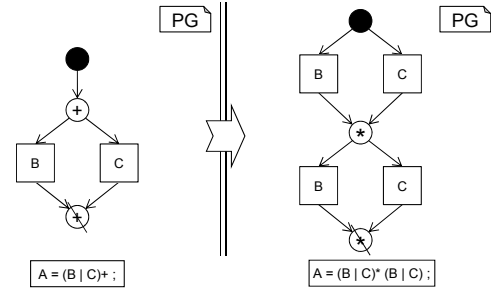 PG
+
B
C
+
A = (B | C)+ ;
PG
B
C
*
B
C
*
A = (B | C)* (B | C) ;